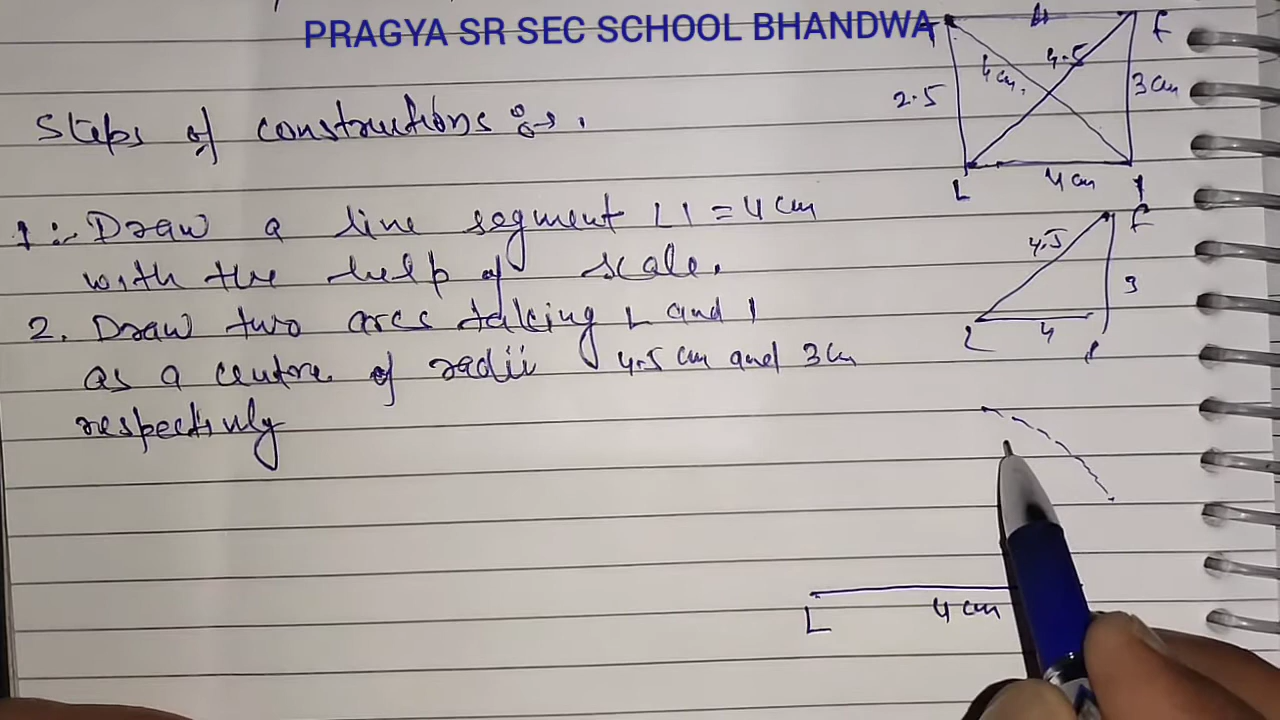 PRAGYA SR SEC SCHOOL BHANDWA
F
2.5
4 cm.
4.5
3 cm
L
4 cm
I
Steps of constructions :→.
1 :- Draw a line segment LI = 4 cm
with the help of scale.
2. Draw two arcs taking L and I
as a centre of radii 4.5 cm and 3 cm
respectivly
F
4.5
3
L
4
I
L
4 cm